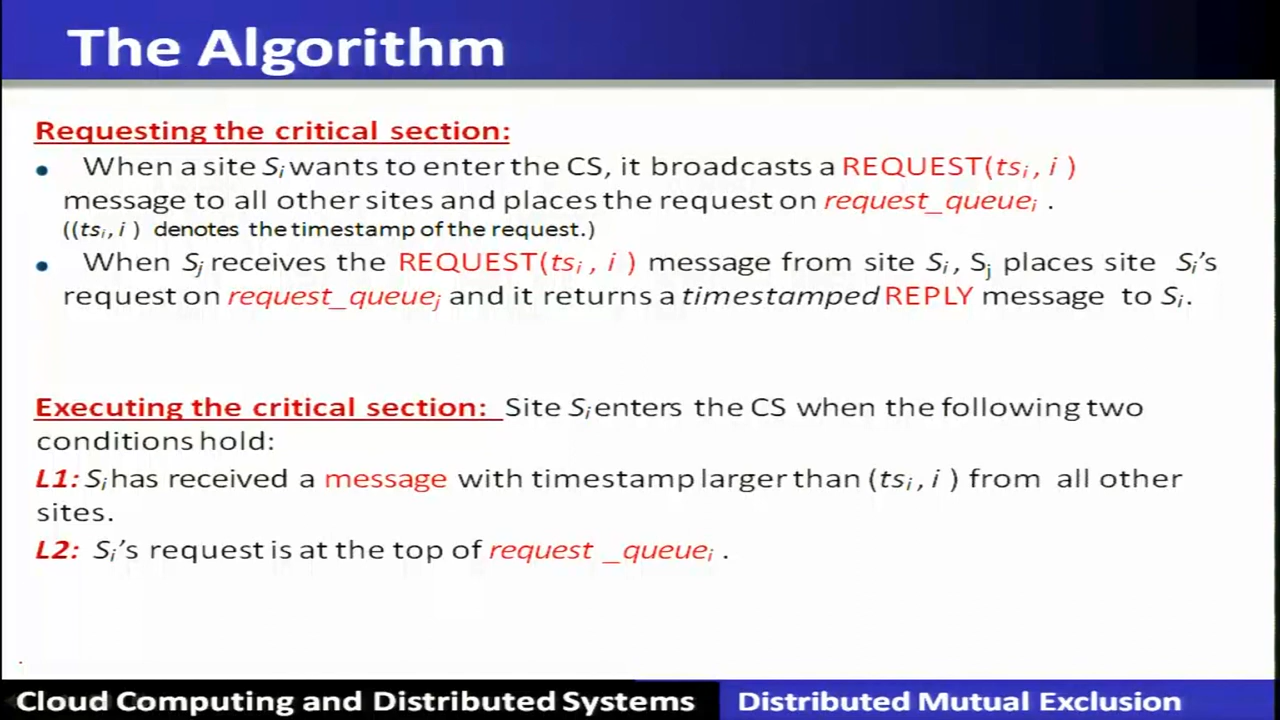 The Algorithm
Requesting the critical section:
• When a site Si wants to enter the CS, it broadcasts a REQUEST(tsi, i )
message to all other sites and places the request on request_queuei .
((tsi, i ) denotes the timestamp of the request.)
• When Sj receives the REQUEST(tsi , i ) message from site Si, Sj places site Si’s
request on request_queuej and it returns a timestamped REPLY message to Si.
Executing the critical section: Site Si enters the CS when the following two
conditions hold:
L1: Si has received a message with timestamp larger than (tsi, i ) from all other
sites.
L2: Si’s request is at the top of request _queuei .
Cloud Computing and Distributed Systems
Distributed Mutual Exclusion